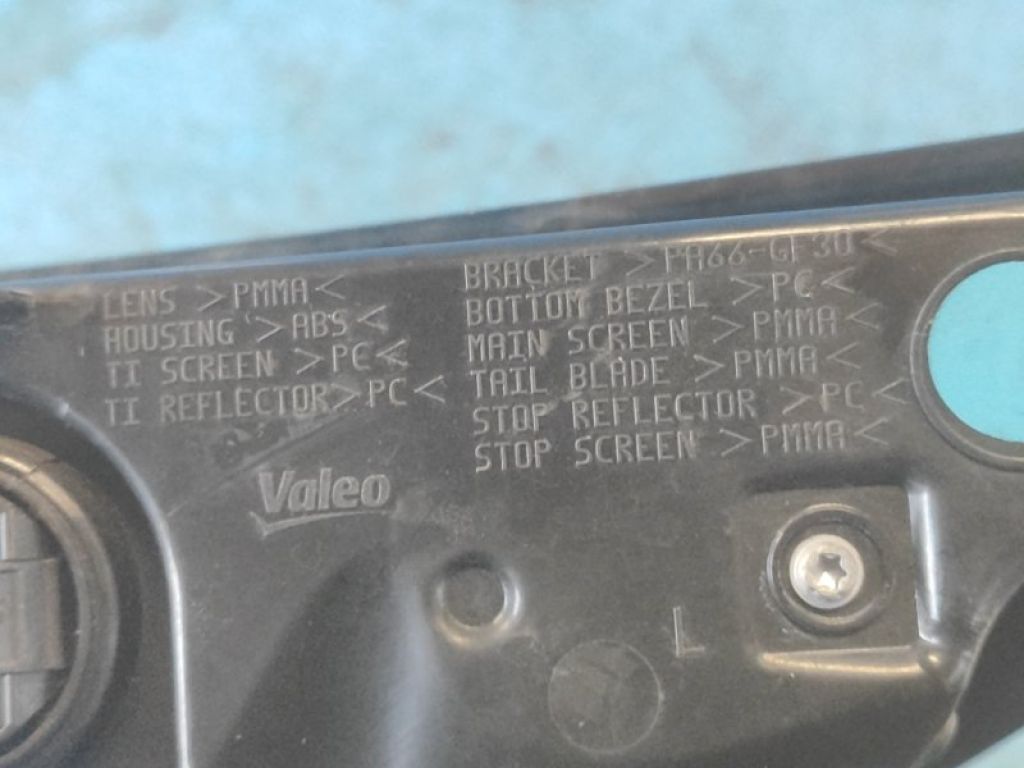 LENS >PMMA<
HOUSING >ABS<
TI SCREEN >PC<
TI REFLECTOR>PC<
BRACKET >PA66-GF30<
BOTTOM BEZEL >PC<
MAIN SCREEN >PMMA<
TAIL BLADE >PMMA<
STOP REFLECTOR >PC<
STOP SCREEN >PMMA<
Valeo
L